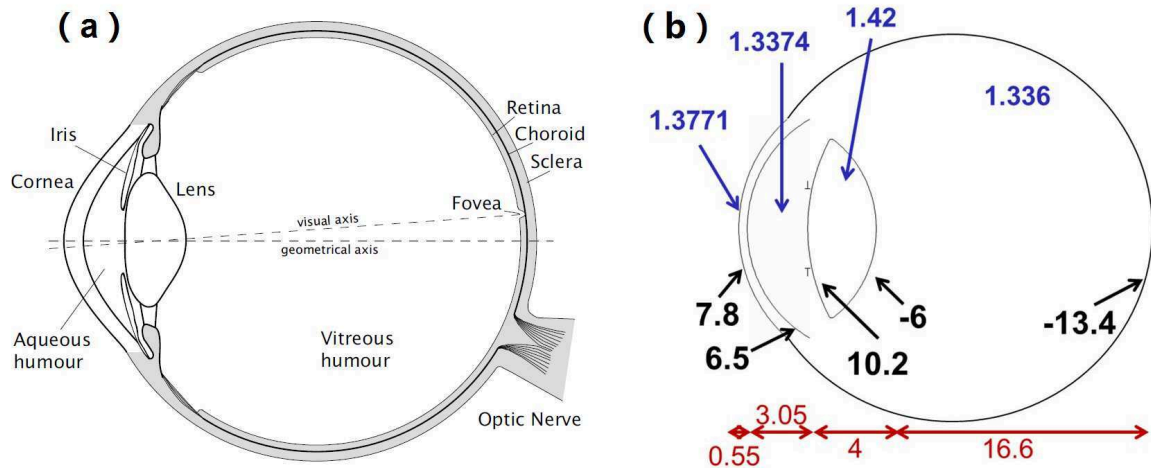 ( a )
Iris
Cornea
Lens
Retina
Choroid
Sclera
Fovea
visual axis
geometrical axis
Aqueous
humour
Vitreous
humour
Optic Nerve
( b )
1.42
1.3374
1.336
1.3771
7.8
6.5
10.2
-6
-13.4
3.05
0.55
4
16.6